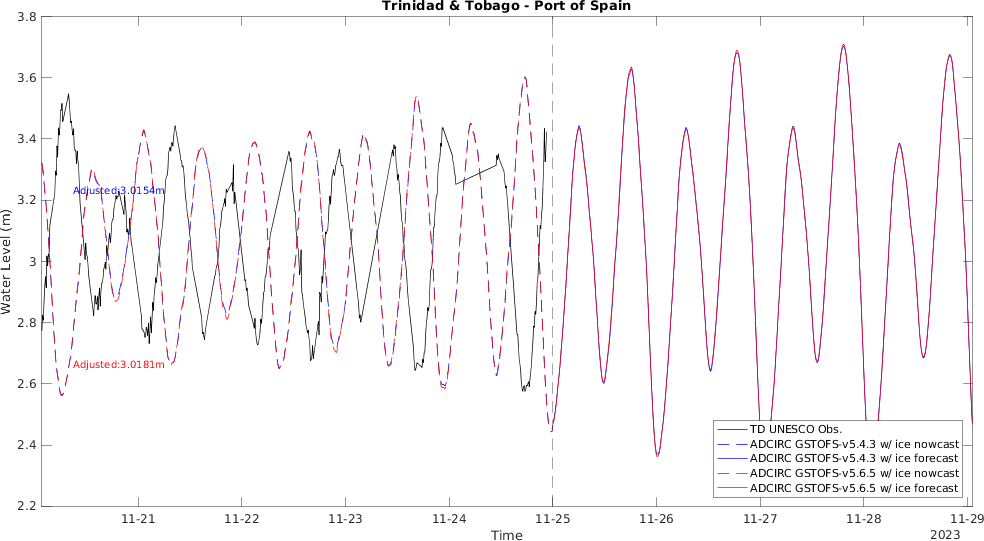 Trinidad & Tobago - Port of Spain
3.8
3.6
3.4
3.2
3
2.8
2.6
2.4
2.2
Water Level (m)
Adjusted:3.0154m
Adjusted:3.0181m
TD UNESCO Obs.
ADCIRC GSTOFS-v5.4.3 w/ ice nowcast
ADCIRC GSTOFS-v5.4.3 w/ ice forecast
ADCIRC GSTOFS-v5.6.5 w/ ice nowcast
ADCIRC GSTOFS-v5.6.5 w/ ice forecast
11-21 11-22 11-23 11-24 11-25 11-26 11-27 11-28 11-29
Time
2023